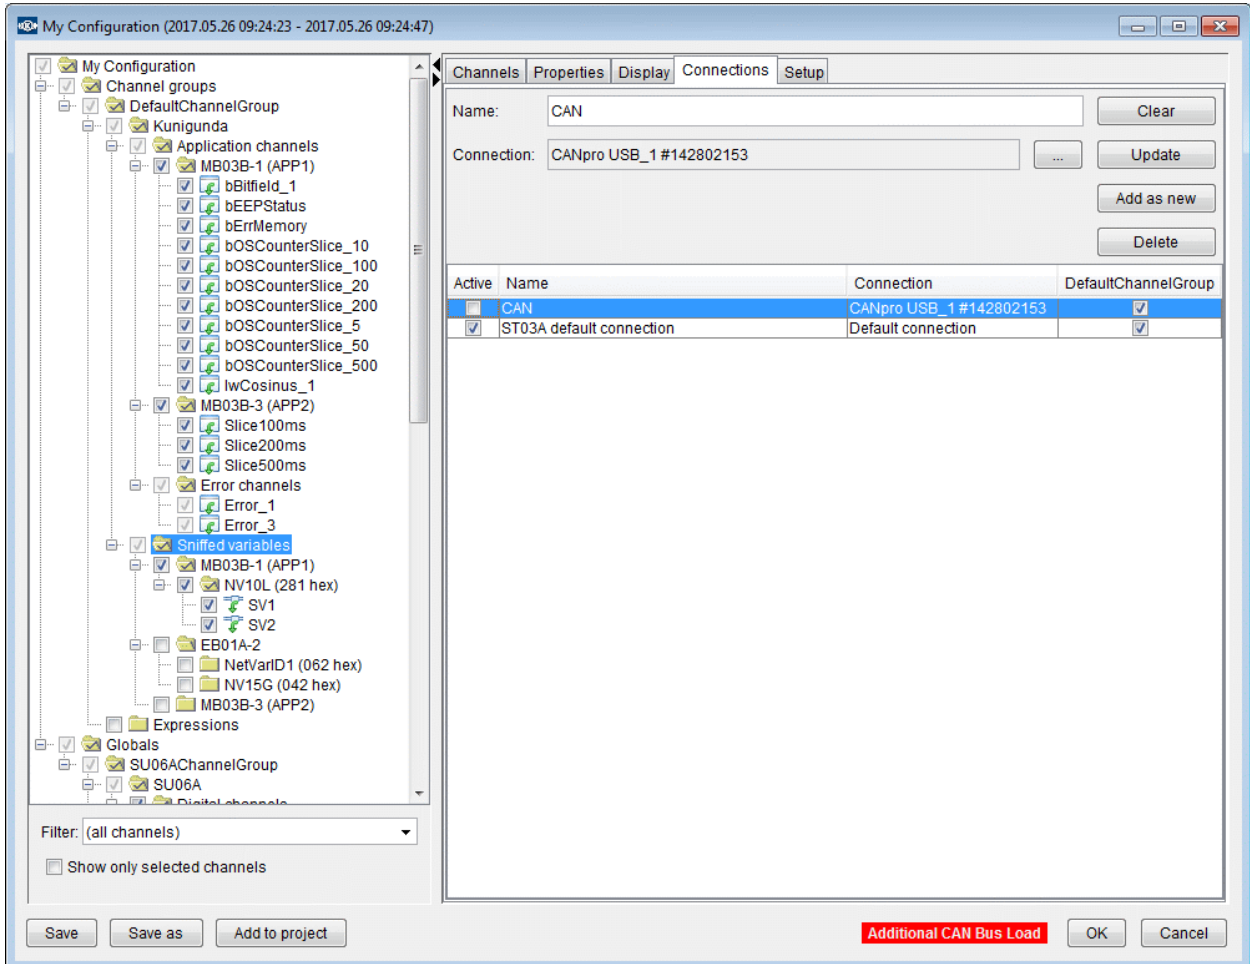 My Configuration (2017.05.26 09:24:23 - 2017.05.26 09:24:47)
My Configuration
Channel groups
DefaultChannelGroup
Kunigunda
Application channels
MB03B-1 (APP1)
bBitfield_1
bEEPStatus
bErrMemory
bOSCounterSlice_10
bOSCounterSlice_100
bOSCounterSlice_20
bOSCounterSlice_200
bOSCounterSlice_5
bOSCounterSlice_50
bOSCounterSlice_500
lwCosinus_1
MB03B-3 (APP2)
Slice100ms
Slice200ms
Slice500ms
Error channels
Error_1
Error_3
Sniffed variables
MB03B-1 (APP1)
NV10L (281 hex)
SV1
SV2
EB01A-2
NetVarID1 (062 hex)
NV15G (042 hex)
MB03B-3 (APP2)
Expressions
Globals
SU06AChannelGroup
SU06A
Digital channels
Filter: (all channels)
Show only selected channels
Channels Properties Display Connections Setup
Name: CAN Clear
Connection: CANpro USB_1 #142802153 ... Update
Add as new
Delete
Active Name Connection DefaultChannelGroup
CAN CANpro USB_1 #142802153
ST03A default connection Default connection
Save Save as Add to project Additional CAN Bus Load OK Cancel